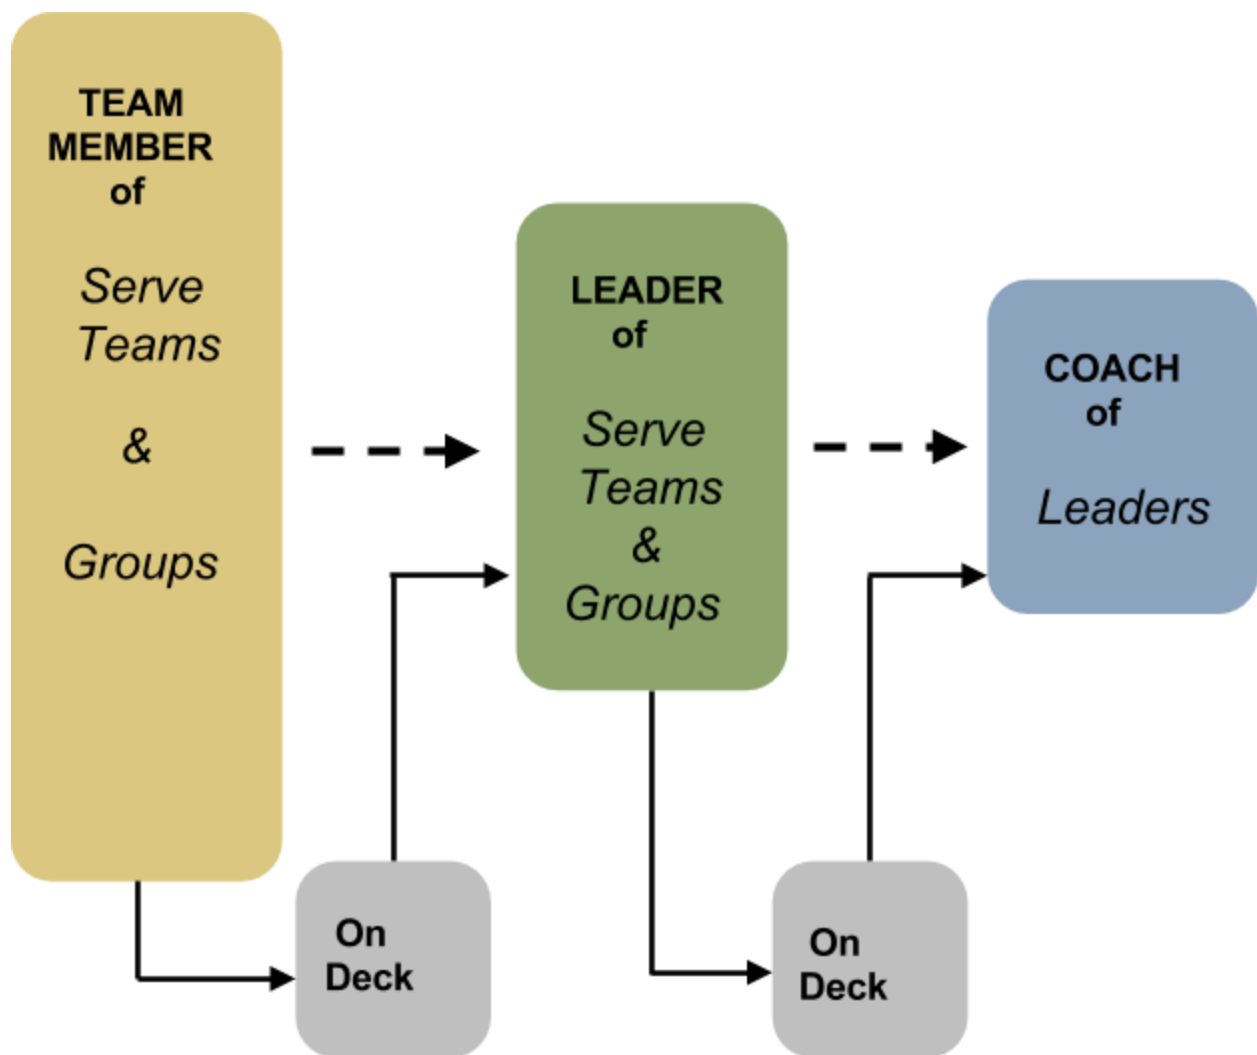 TEAM
MEMBER
of
Serve
Teams
&
Groups
LEADER
of
Serve
Teams
&
Groups
COACH
of
Leaders
On
Deck
On
Deck